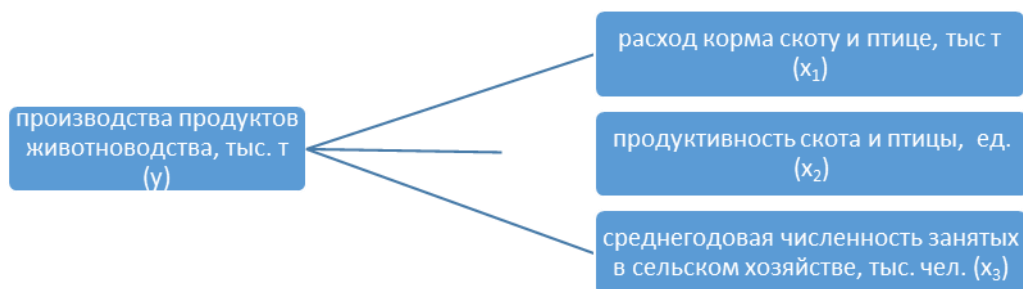 производства продуктов
животноводства, тыс. т
(y)
расход корма скоту и птице, тыс т
(x₁)
продуктивность скота и птицы,  ед.
(x₂)
среднегодовая численность занятых
в сельском хозяйстве, тыс. чел. (x₃)